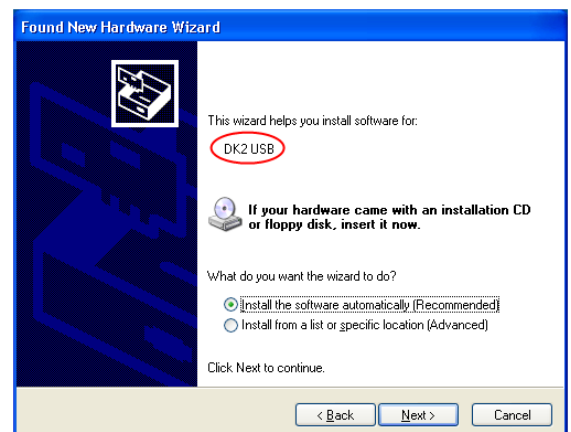 Found New Hardware Wizard
This wizard helps you install software for:
DK2 USB
If your hardware came with an installation CD
or floppy disk, insert it now.
What do you want the wizard to do?
Install the software automatically (Recommended)
Install from a list or specific location (Advanced)
Click Next to continue.
< Back Next > Cancel